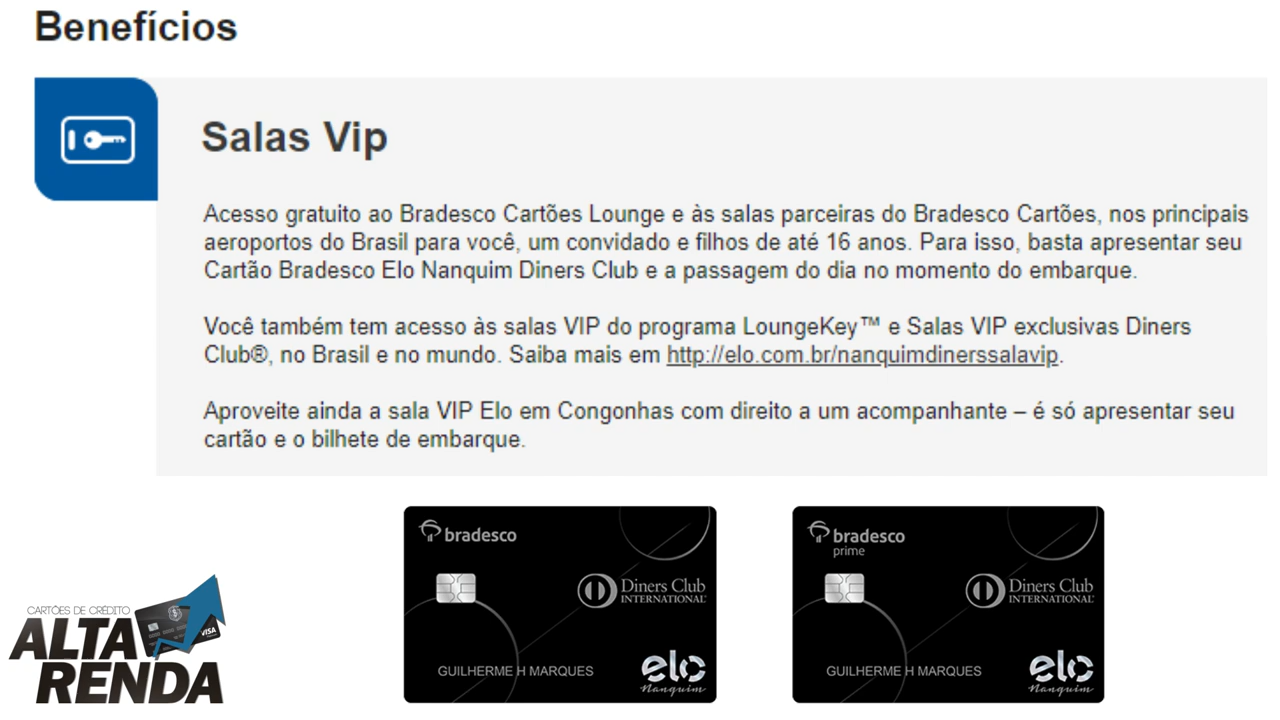 Benefícios
Salas Vip
Acesso gratuito ao Bradesco Cartões Lounge e às salas parceiras do Bradesco Cartões, nos principais
aeroportos do Brasil para você, um convidado e filhos de até 16 anos. Para isso, basta apresentar seu
Cartão Bradesco Elo Nanquim Diners Club e a passagem do dia no momento do embarque.
Você também tem acesso às salas VIP do programa LoungeKey™ e Salas VIP exclusivas Diners
Club®, no Brasil e no mundo. Saiba mais em http://elo.com.br/nanquimdinerssalavip.
Aproveite ainda a sala VIP Elo em Congonhas com direito a um acompanhante – é só apresentar seu
cartão e o bilhete de embarque.
bradesco
Diners Club
INTERNATIONAL
GUILHERME H MARQUES
elo
Nanquim
bradesco
prime
Diners Club
INTERNATIONAL
GUILHERME H MARQUES
elo
Nanquim
CARTÕES DE CRÉDITO
ALTA
RENDA
VISA